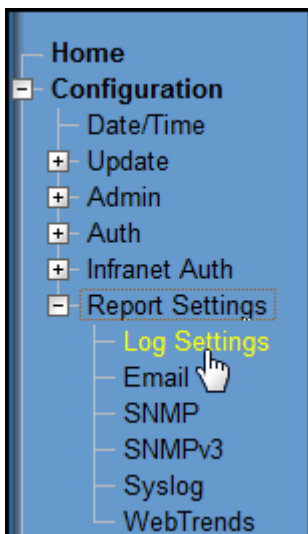 Home
Configuration
Date/Time
Update
Admin
Auth
Infranet Auth
Report Settings
Log Settings
Email
SNMP
SNMPv3
Syslog
WebTrends